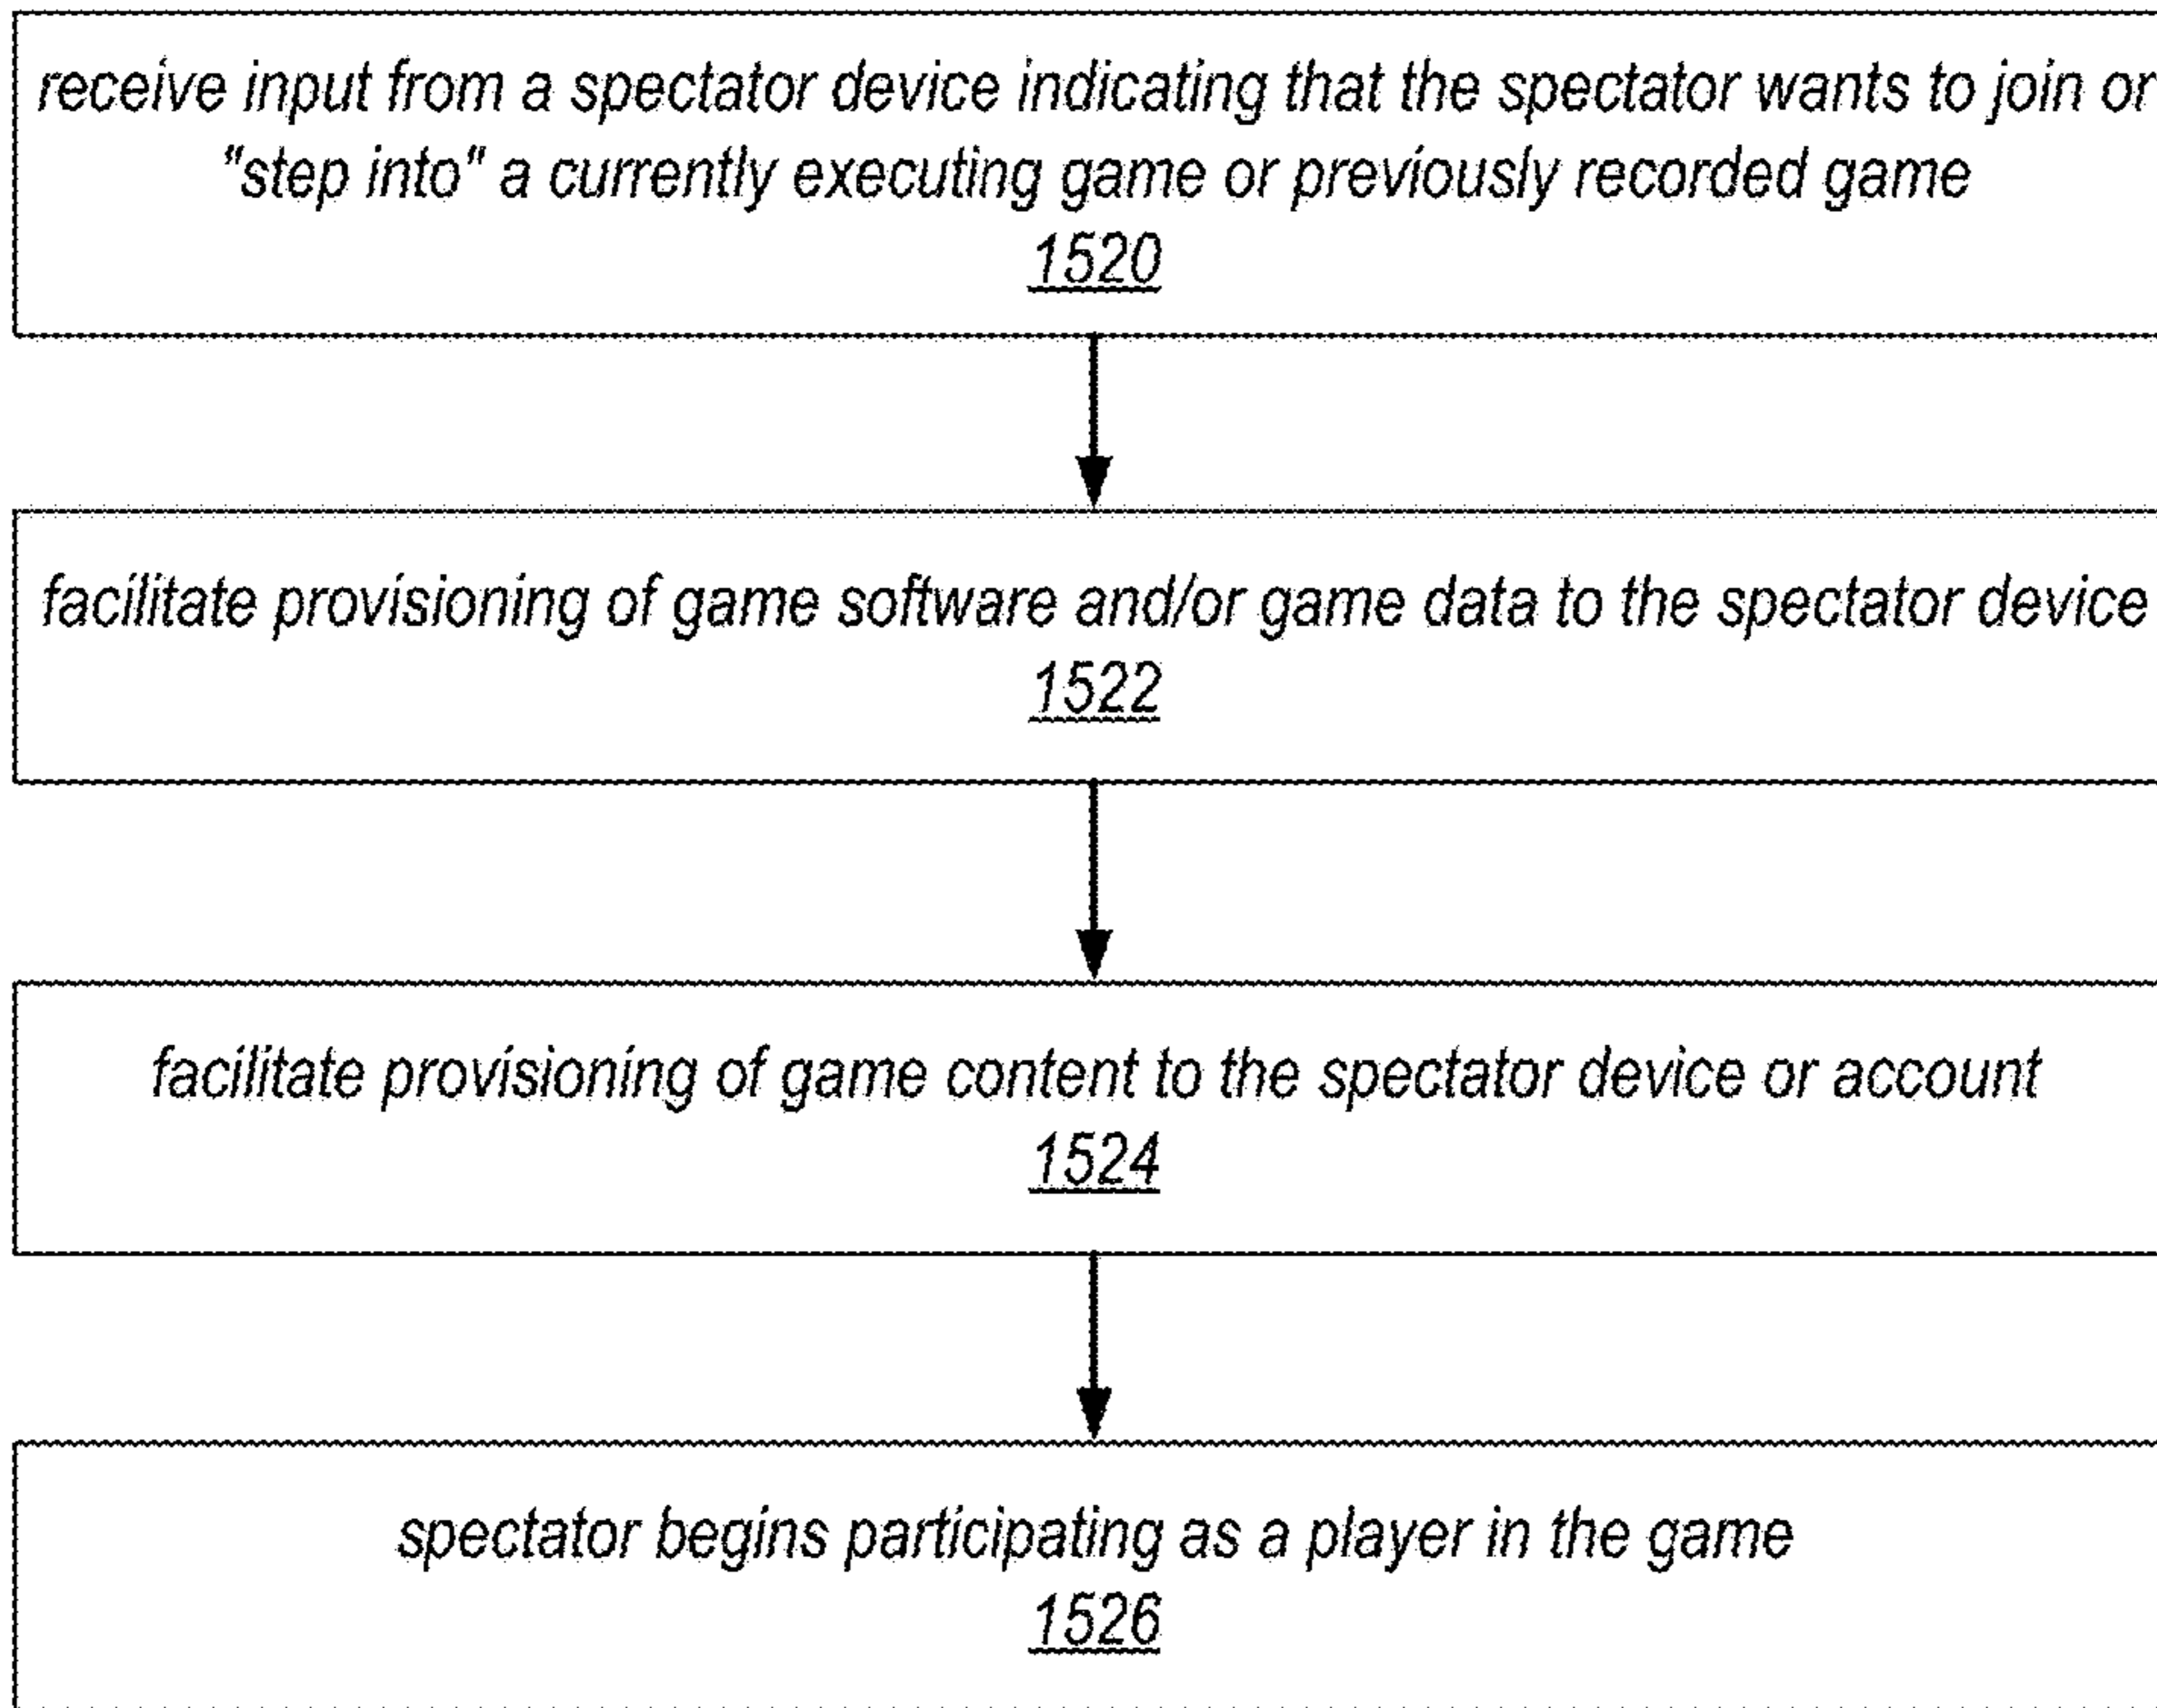 receive input from a spectator device indicating that the spectator wants to join or
"step into" a currently executing game or previously recorded game
1520
facilitate provisioning of game software and/or game data to the spectator device
1522
facilitate provisioning of game content to the spectator device or account
1524
spectator begins participating as a player in the game
1526